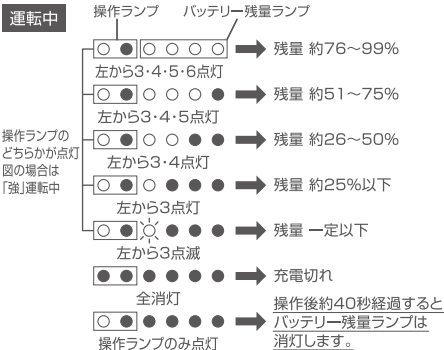 運転中
操作ランプ
バッテリー残量ランプ
残量 約76～99%
左から3・4・5・6点灯
残量 約51～75%
左から3・4・5点灯
残量 約26～50%
左から3・4点灯
操作ランプの
どちらかが点灯
図の場合は
「強」運転中
残量 約25%以下
左から3点灯
残量 一定以下
左から3点滅
充電切れ
全消灯
操作後約40秒経過すると
バッテリー残量ランプは
消灯します。
操作ランプのみ点灯